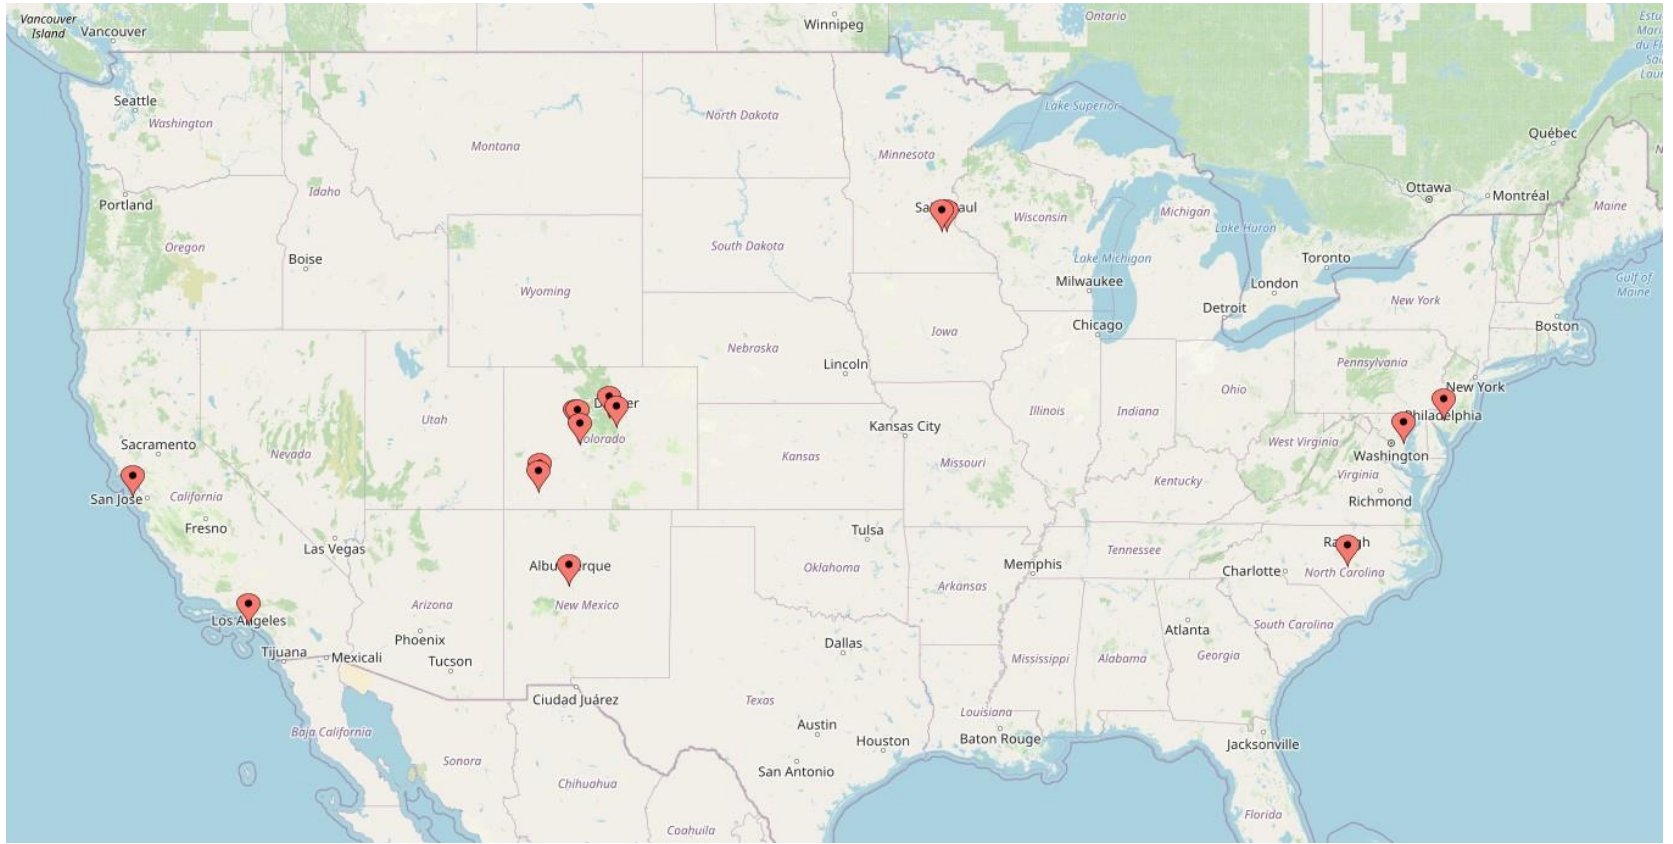 Vancouver
Island
Vancouver
Winnipeg
Ontario
Seattle
Washington
North Dakota
Lake Superior
Québec
Montana
Minnesota
Idaho
Ottawa
Montréal
Portland
Wisconsin
Michigan
Maine
Oregon
South Dakota
Lake Huron
Boise
Lake Michigan
Toronto
Gulf of
Maine
Wyoming
Milwaukee
London
New York
Detroit
Chicago
Boston
Iowa
Nebraska
Lincoln
Pennsylvania
New York
Ohio
Utah
Illinois
Indiana
Philadelphia
Kansas City
Sacramento
Colorado
West Virginia
Nevada
Kansas
Missouri
Washington
Virginia
Kentucky
San Jose
California
Richmond
Fresno
Tulsa
Las Vegas
Tennessee
Memphis
Oklahoma
Charlotte
North Carolina
Arkansas
Arizona
New Mexico
Los Angeles
South Carolina
Atlanta
Phoenix
Dallas
Tijuana
Mexicali
Tucson
Mississippi
Alabama
Georgia
Ciudad Juárez
Texas
Louisiana
Austin
Baja California
Houston
Baton Rouge
Jacksonville
Sonora
San Antonio
Chihuahua
Florida
Coahuila